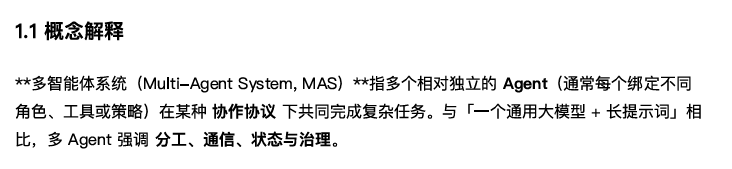 1.1 概念解释
**多智能体系统（Multi-Agent System, MAS）**指多个相对独立的 Agent（通常每个绑定不同
角色、工具或策略）在某种 协作协议 下共同完成复杂任务。与「一个通用大模型 + 长提示词」相
比，多 Agent 强调 分工、通信、状态与治理。